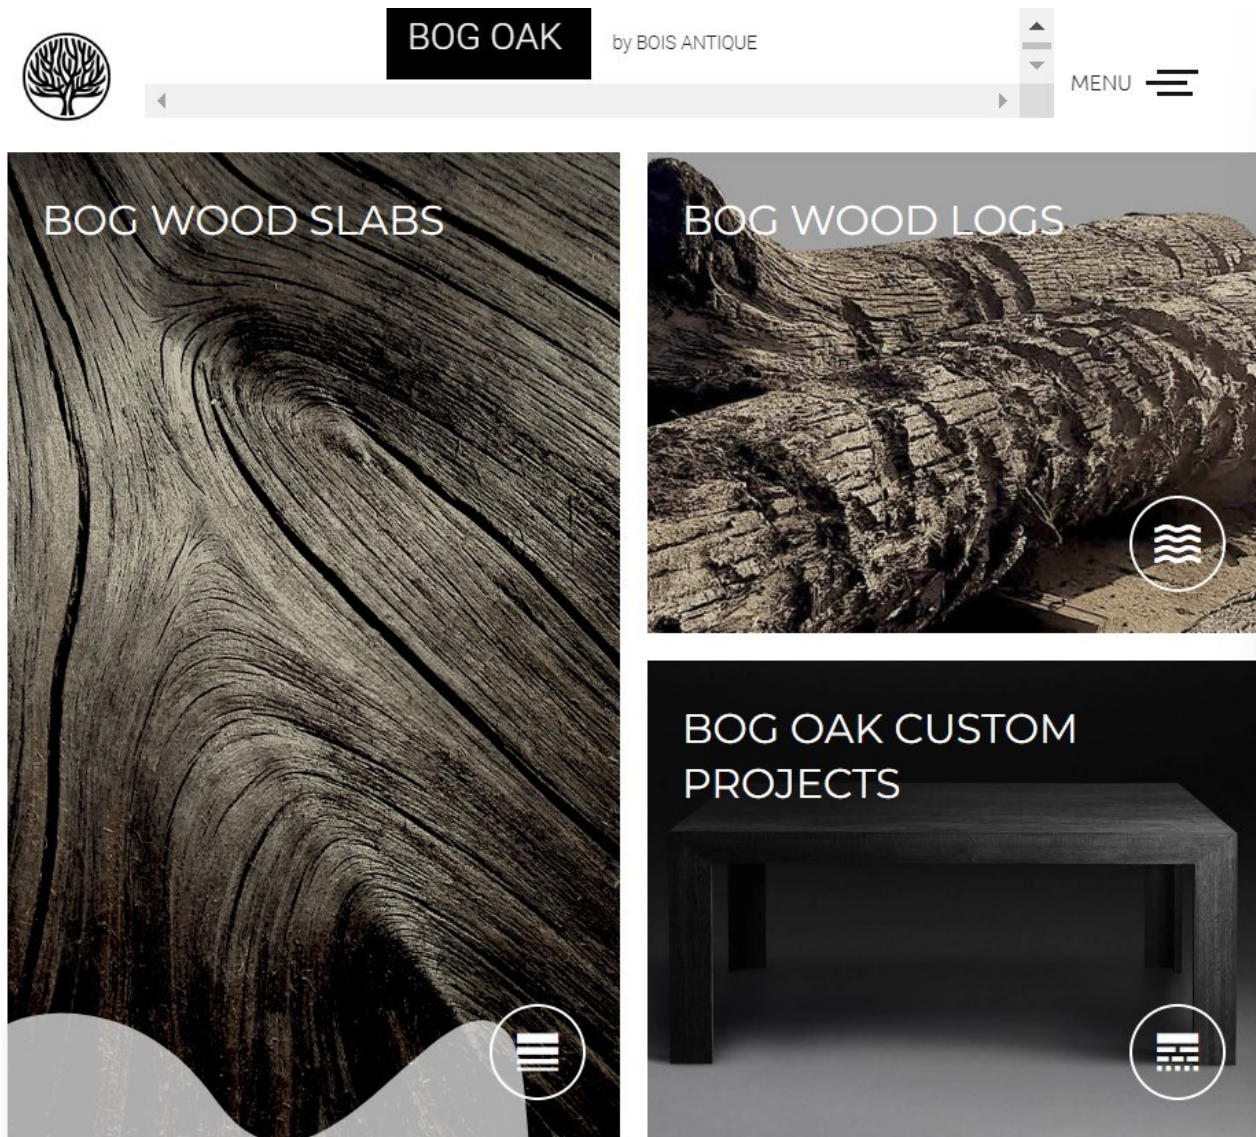 BOG OAK
by BOIS ANTIQUE
MENU
BOG WOOD SLABS
BOG WOOD LOGS
BOG OAK CUSTOM
PROJECTS